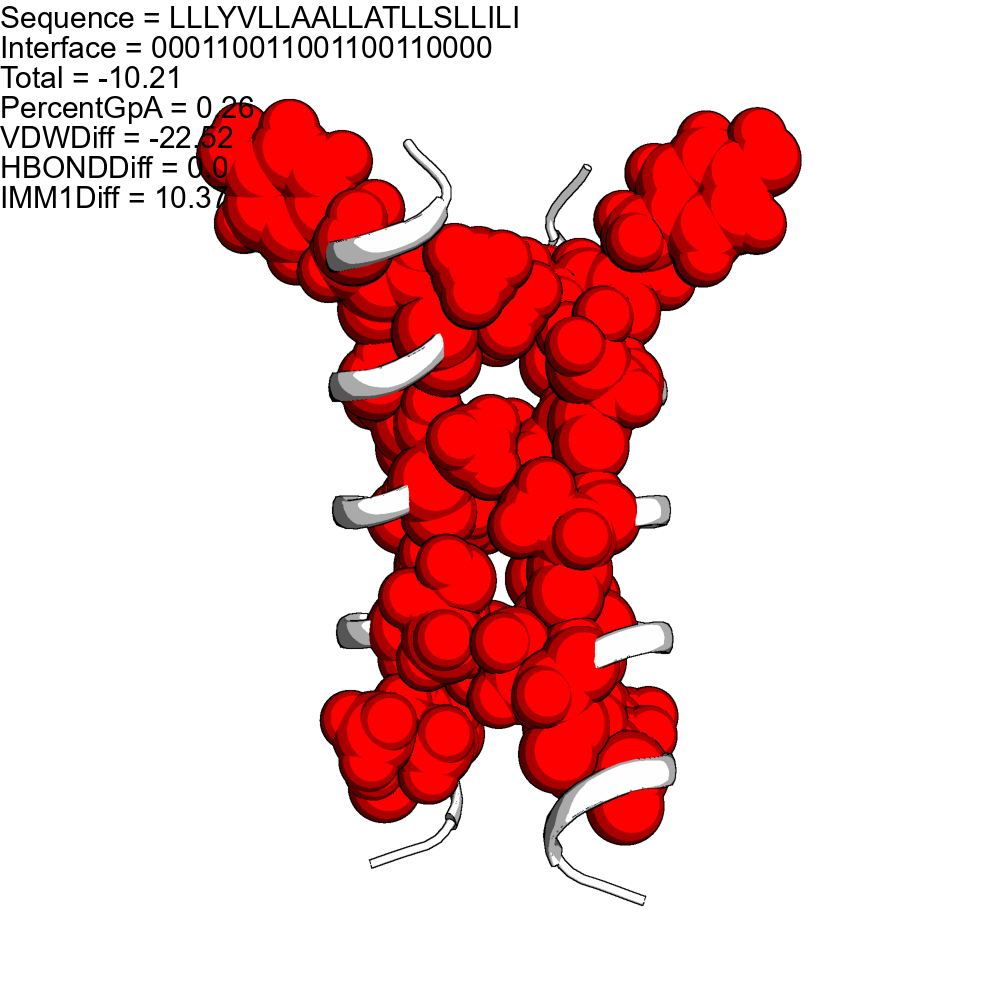 Sequence = LLLYVLLAALLATLLSLLILI
Interface = 000110011001100110000
Total = -10.21
PercentGpA = 0.26
VDWDiff = -22.52
HBONDDiff = 0.0
IMM1Diff = 10.37